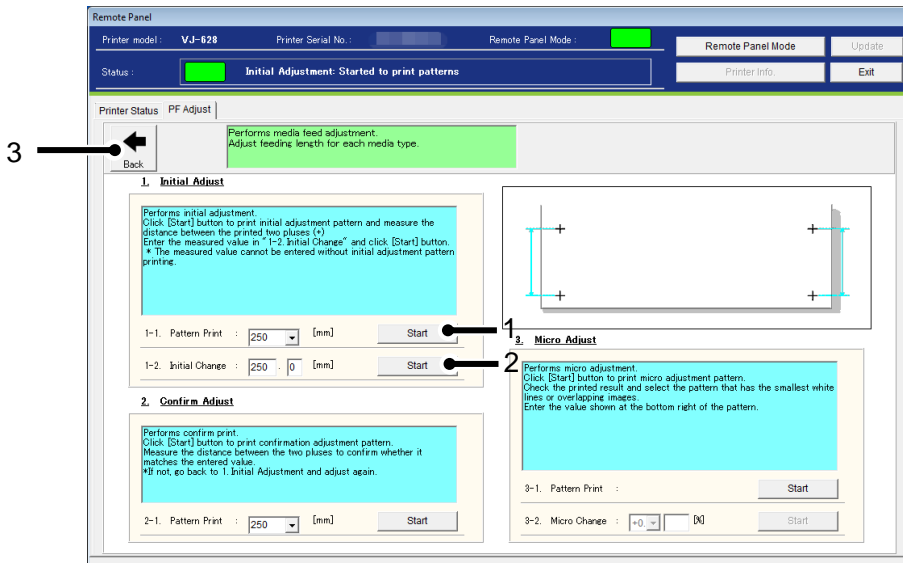 Remote Panel
Printer model : VJ-628 Printer Serial No. : Remote Panel Mode :
Remote Panel Mode Update
Status : Initial Adjustment: Started to print patterns
Printer Info. Exit
Printer Status PF Adjust
3
Back
Performs media feed adjustment.
Adjust feeding length for each media type.
1. Initial Adjust
Performs initial adjustment.
Click [Start] button to print initial adjustment pattern and measure the
distance between the printed two pluses (+)
Enter the measured value in "1-2. Initial Change" and click [Start] button.
* The measured value cannot be entered without initial adjustment pattern
printing.
1-1. Pattern Print : 250 [mm] Start
1
1-2. Initial Change : 250 . 0 [mm] Start
2
2. Confirm Adjust
Performs confirm print.
Click [Start] button to print confirmation adjustment pattern.
Measure the distance between the two pluses to confirm whether it
matches the entered value.
*If not, go back to 1. Initial Adjustment and adjust again.
2-1. Pattern Print : 250 [mm] Start
3. Micro Adjust
Performs micro adjustment.
Click [Start] button to print micro adjustment pattern.
Check the printed result and select the pattern that has the smallest white
lines or overlapping images.
Enter the value shown at the bottom right of the pattern.
3-1. Pattern Print : Start
3-2. Micro Change : +0. [%] Start